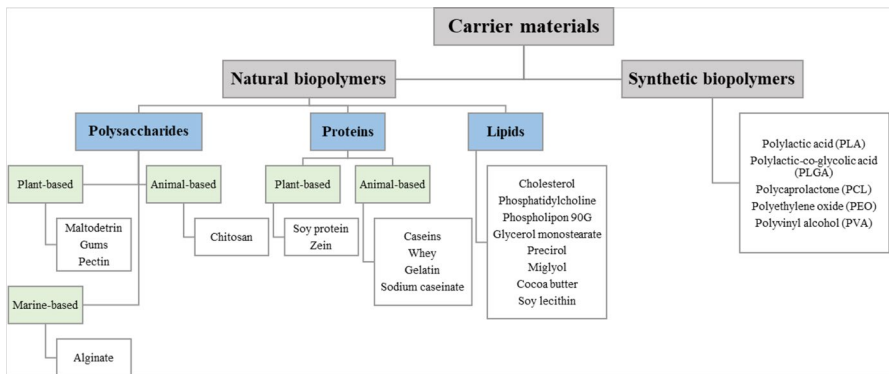 Carrier materials
Natural biopolymers
Synthetic biopolymers
Polysaccharides
Proteins
Lipids
Plant-based
Animal-based
Plant-based
Animal-based
Maltodetrin
Gums
Pectin
Chitosan
Soy protein
Zein
Caseins
Whey
Gelatin
Sodium caseinate
Cholesterol
Phosphatidylcholine
Phospholipon 90G
Glycerol monostearate
Precirol
Miglyol
Cocoa butter
Soy lecithin
Polylactic acid (PLA)
Polylactic-co-glycolic acid
(PLGA)
Polycaprolactone (PCL)
Polyethylene oxide (PEO)
Polyvinyl alcohol (PVA)
Marine-based
Alginate